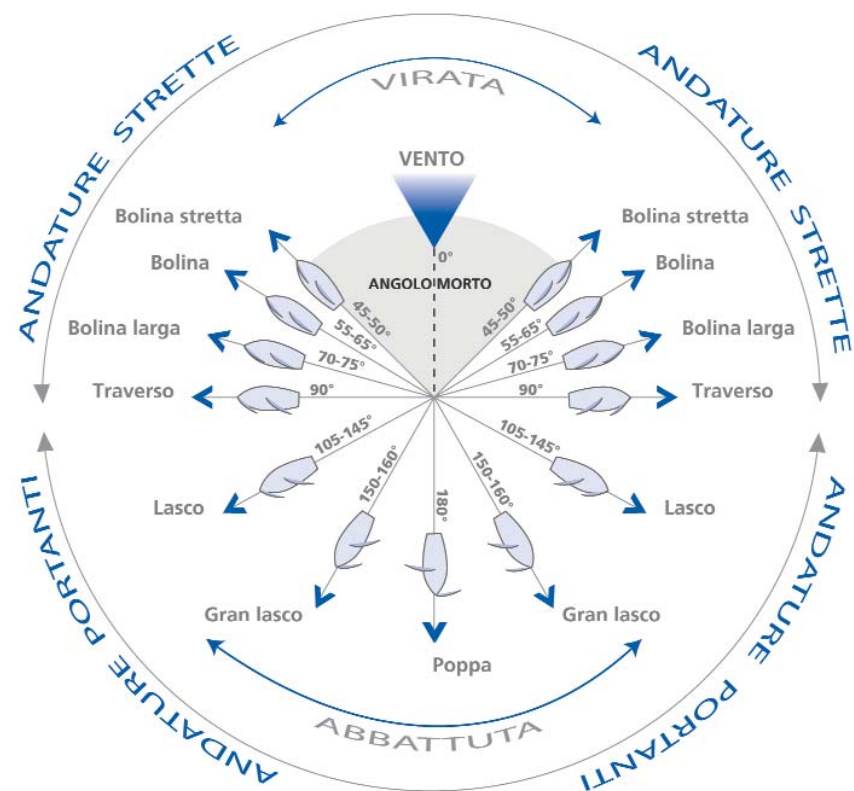 ANDATURE STRETTE
ANDATURE STRETTE
VIRATA
VENTO
0°
ANGOLO MORTO
Bolina stretta
Bolina stretta
45-50°
45-50°
Bolina
Bolina
55-65°
55-65°
Bolina larga
Bolina larga
70-75°
70-75°
Traverso
90°
90°
Traverso
105-145°
105-145°
Lasco
Lasco
150-160°
180°
150-160°
Gran lasco
Gran lasco
Poppa
ABBATTUTA
ANDATURE PORTANTI
ANDATURE PORTANTI